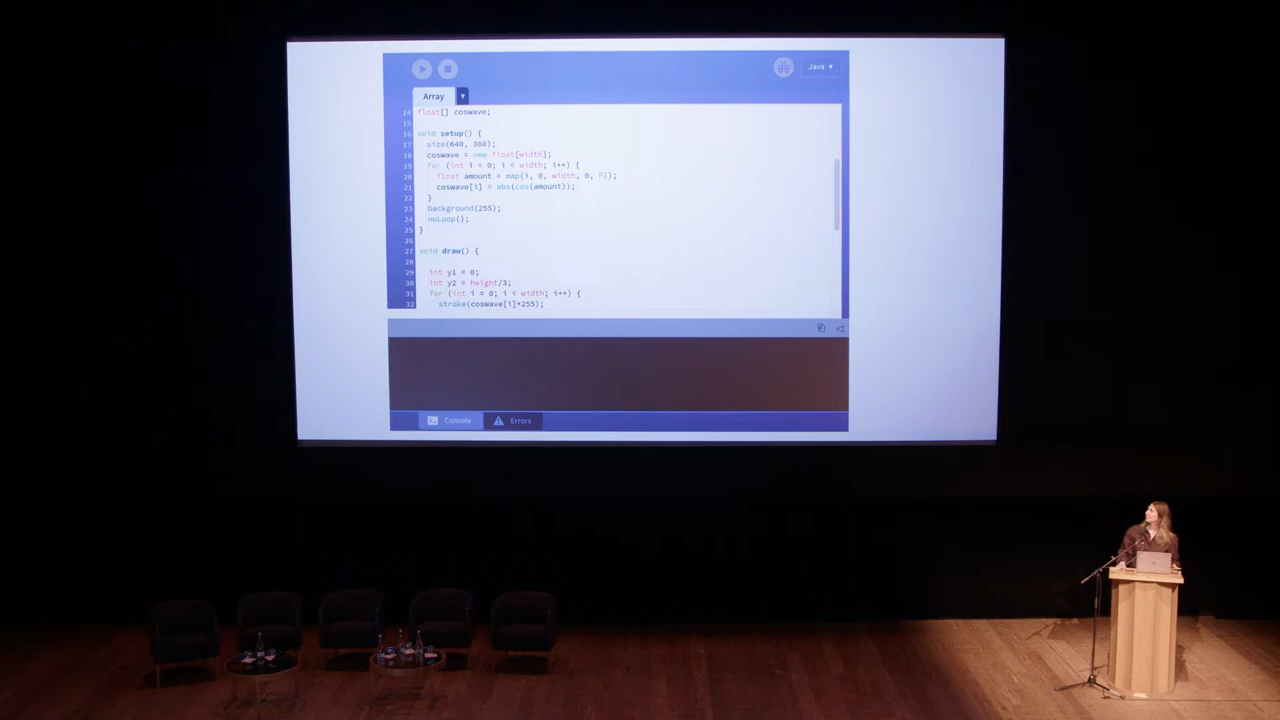 Java ▾
Array ▾
14 float[] coswave;
15
16 void setup() {
17 size(640, 360);
18 coswave = new float[width];
19 for (int i = 0; i < width; i++) {
20 float amount = map(i, 0, width, 0, PI);
21 coswave[i] = abs(cos(amount));
22 }
23 background(255);
24 noLoop();
25 }
26
27 void draw() {
28
29 int y1 = 0;
30 int y2 = height/3;
31 for (int i = 0; i < width; i++) {
32 stroke(coswave[i]*255);
Console Errors